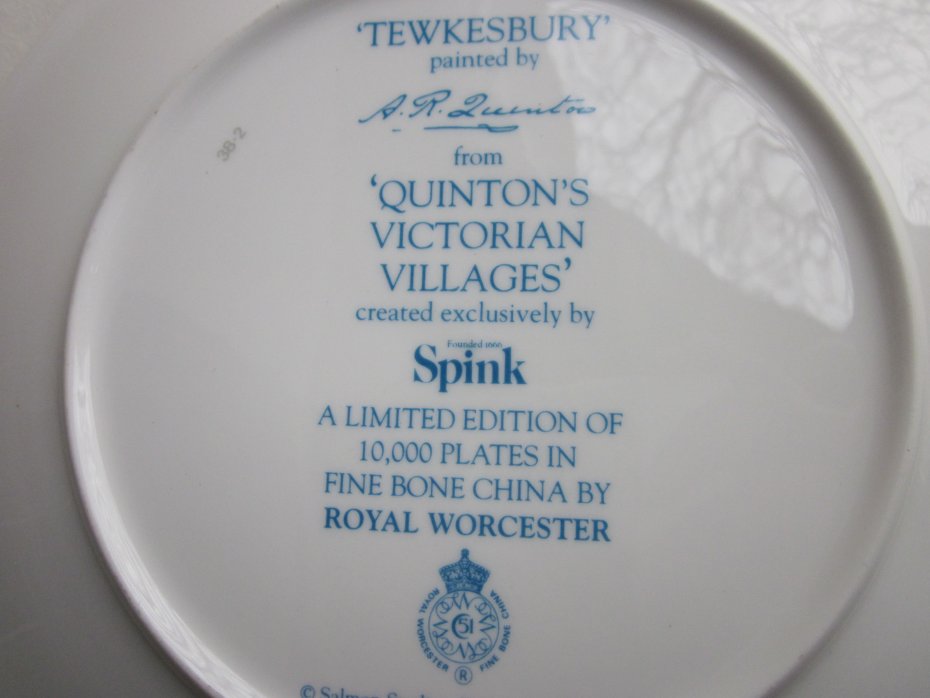 'TEWKESBURY'
painted by
A.R. Quinton
from
'QUINTON'S
VICTORIAN
VILLAGES'
created exclusively by
Founded 1666
Spink
A LIMITED EDITION OF
10,000 PLATES IN
FINE BONE CHINA BY
ROYAL WORCESTER
ROYAL WORCESTER FINE BONE CHINA
51
®
38-2
©